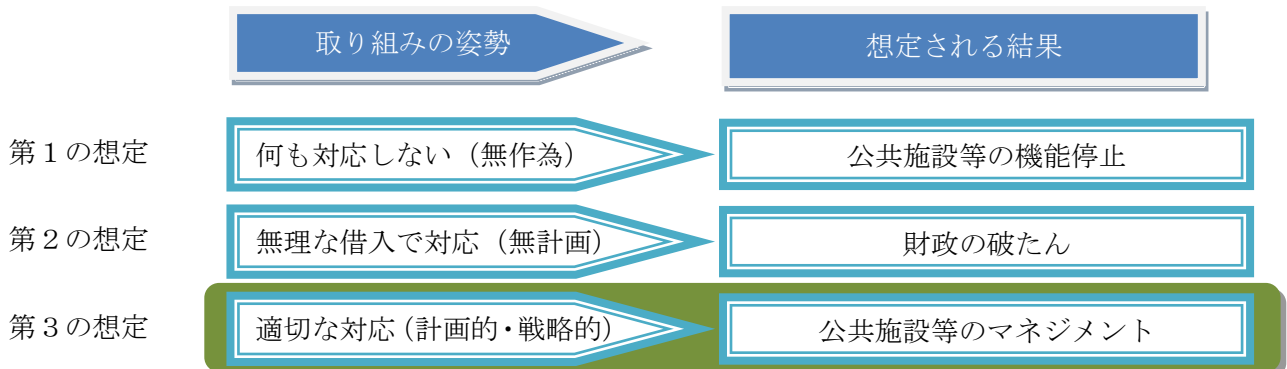 取り組みの姿勢 想定される結果
第１の想定 何も対応しない（無作為） 公共施設等の機能停止
第２の想定 無理な借入で対応（無計画） 財政の破たん
第３の想定 適切な対応（計画的・戦略的） 公共施設等のマネジメント